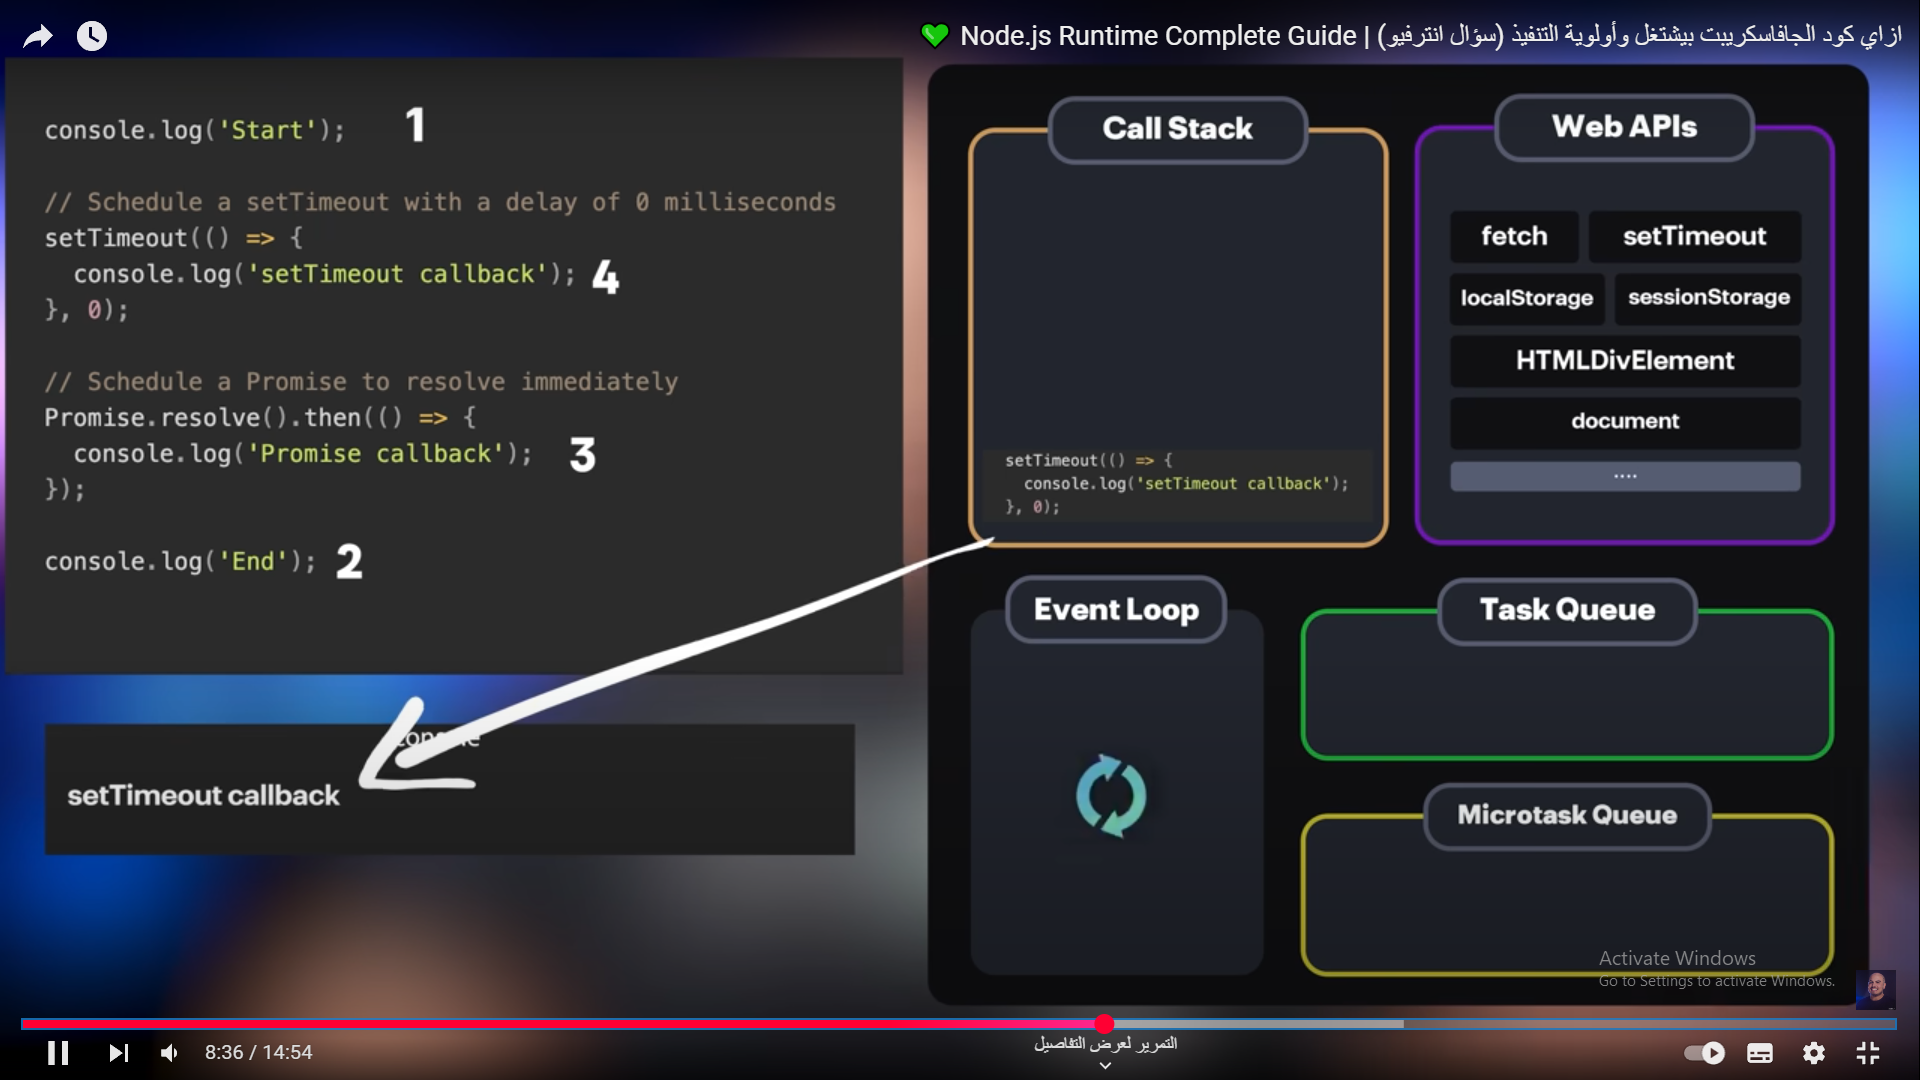 💚 Node.js Runtime Complete Guide | ازاي كود الجافاسكريبت بيشتغل وأولوية التنفيذ (سؤال انترفيو)
console.log('Start'); 1
// Schedule a setTimeout with a delay of 0 milliseconds
setTimeout(() => {
console.log('setTimeout callback'); 4
}, 0);
// Schedule a Promise to resolve immediately
Promise.resolve().then(() => {
console.log('Promise callback'); 3
});
console.log('End'); 2
console
setTimeout callback
Call Stack
setTimeout(() => {
console.log('setTimeout callback');
}, 0);
Web APIs
fetch setTimeout
localStorage sessionStorage
HTMLDivElement
document
....
Event Loop
Task Queue
Microtask Queue
Activate Windows
Go to Settings to activate Windows.
8:36 / 14:54
التمرير لعرض التفاصيل